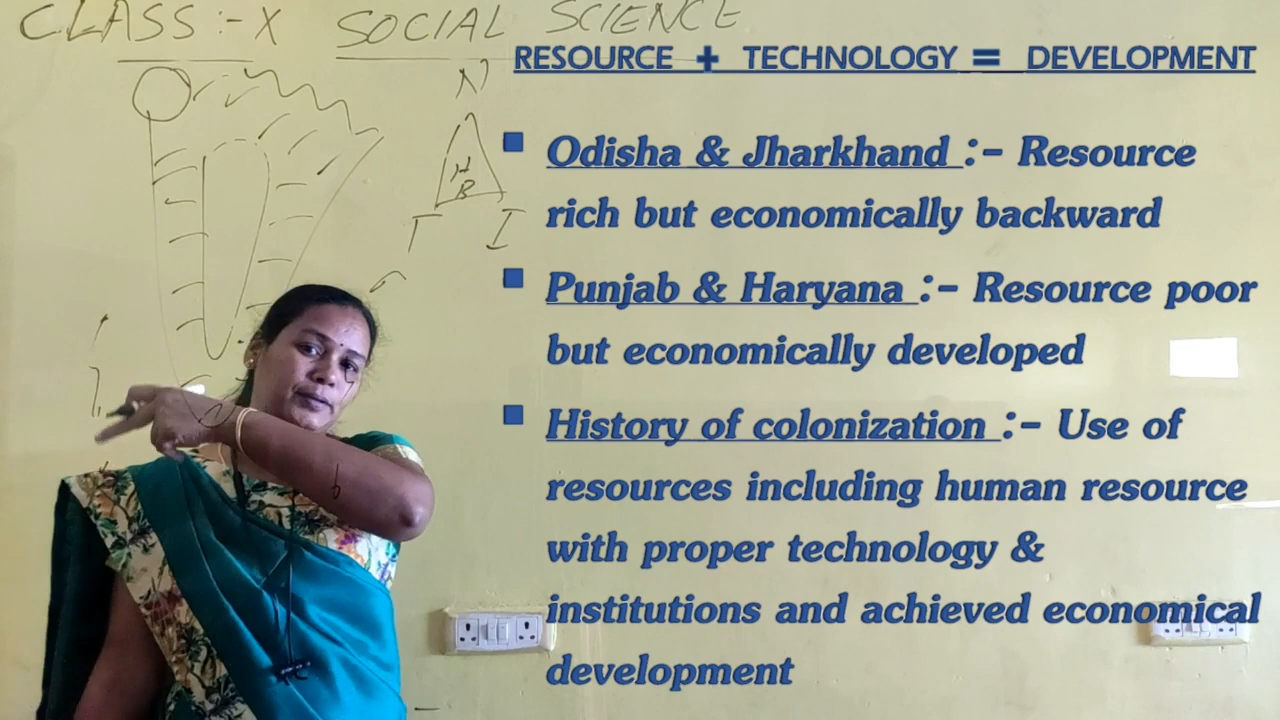 CLASS :- X SOCIAL SCIENCE
RESOURCE + TECHNOLOGY = DEVELOPMENT
N
H
B
T I
▪ Odisha & Jharkhand :- Resource
rich but economically backward
▪ Punjab & Haryana :- Resource poor
but economically developed
▪ History of colonization :- Use of
resources including human resource
with proper technology &
institutions and achieved economical
development